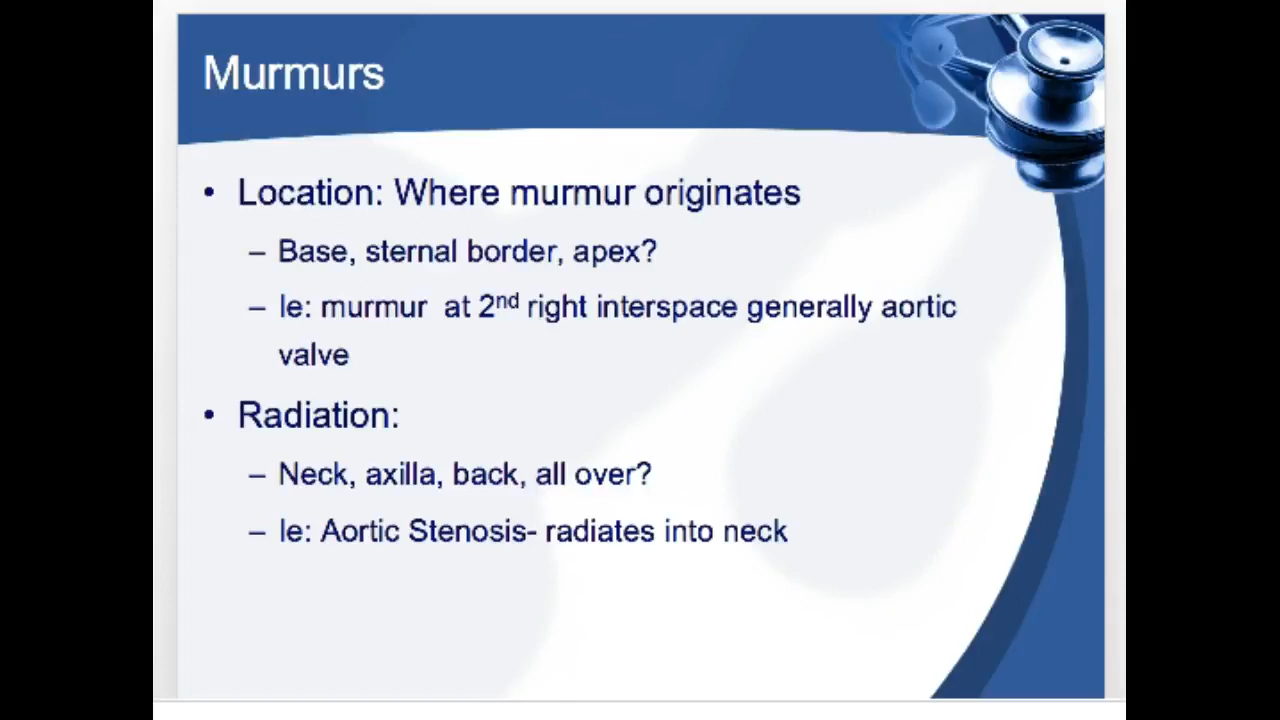 Murmurs
• Location: Where murmur originates
– Base, sternal border, apex?
– Ie: murmur at 2nd right interspace generally aortic
valve
• Radiation:
– Neck, axilla, back, all over?
– Ie: Aortic Stenosis- radiates into neck